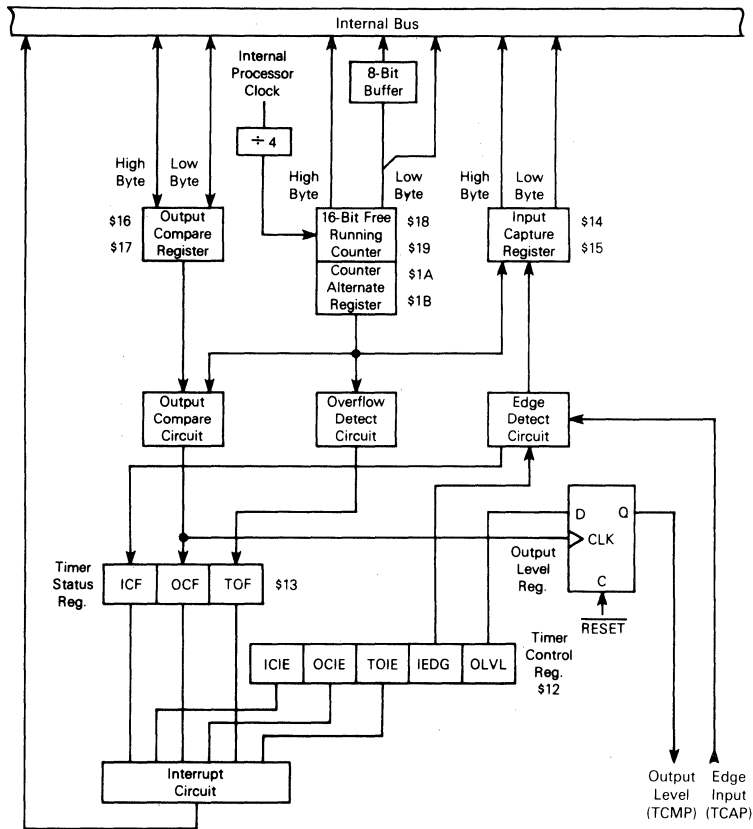 Internal Bus
Internal
Processor
Clock
8-Bit
Buffer
÷ 4
High
Byte
Low
Byte
High
Byte
Low
Byte
High
Byte
Low
Byte
$16
$17
Output
Compare
Register
16-Bit Free
Running
Counter
$18
$19
Counter
Alternate
Register
$1A
$1B
Input
Capture
Register
$14
$15
Output
Compare
Circuit
Overflow
Detect
Circuit
Edge
Detect
Circuit
D Q
CLK
C
Output
Level
Reg.
RESET
Timer
Status
Reg.
ICF OCF TOF $13
ICIE OCIE TOIE IEDG OLVL
Timer
Control
Reg.
$12
Interrupt
Circuit
Output
Level
(TCMP)
Edge
Input
(TCAP)